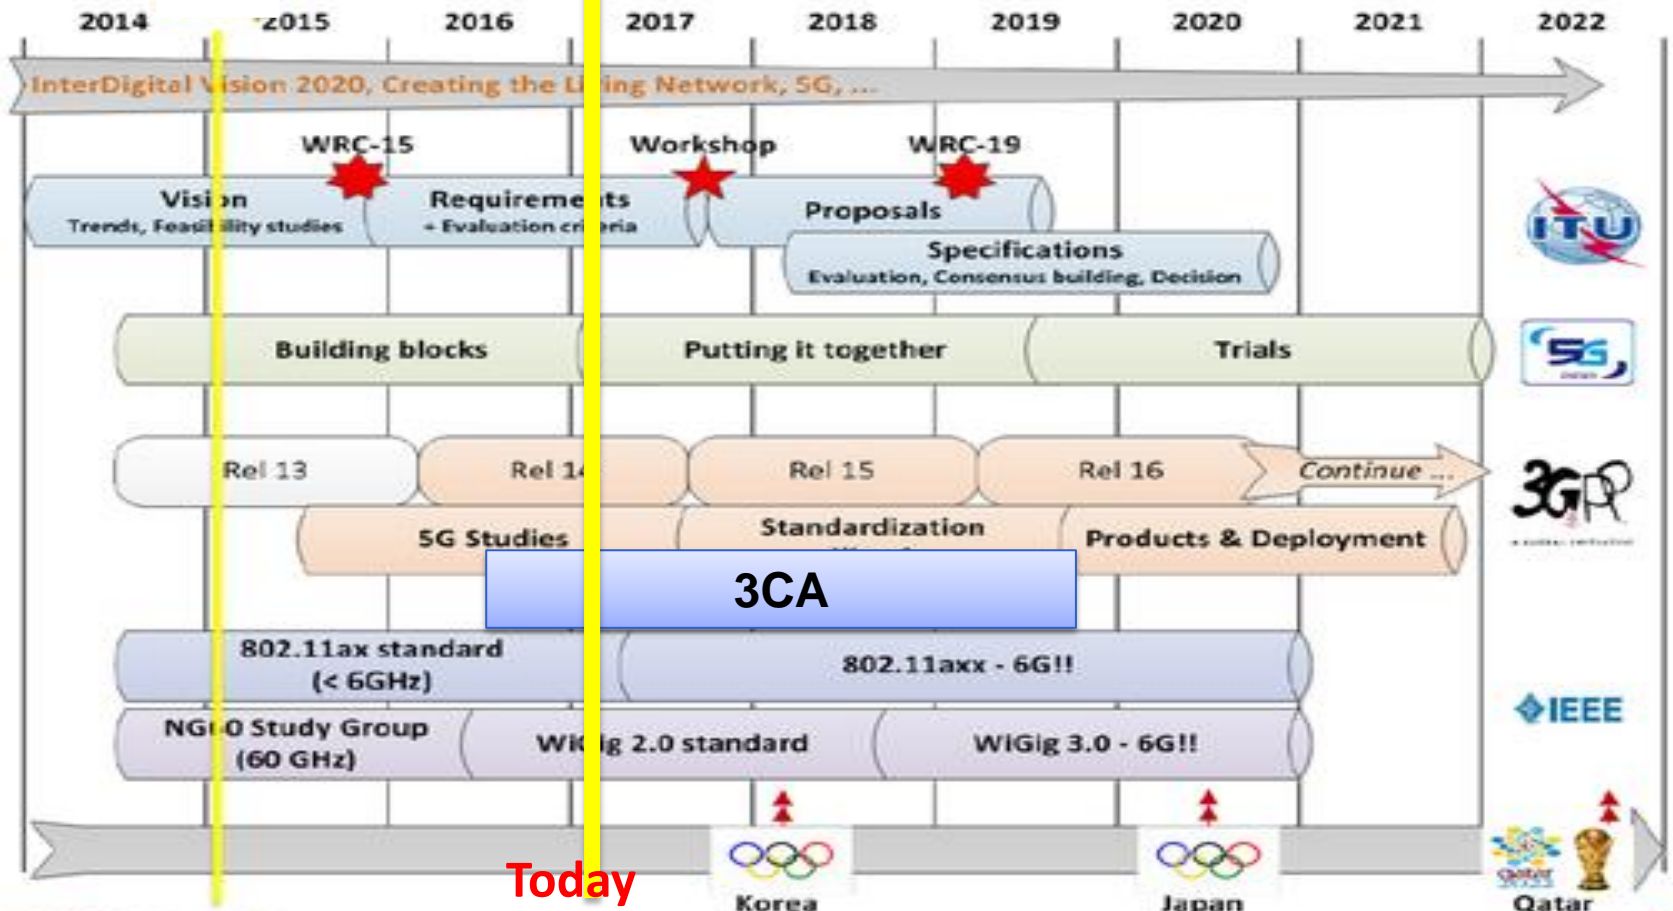 2014 2015 2016 2017 2018 2019 2020 2021 2022
InterDigital Vision 2020, Creating the Living Network, 5G, ...
WRC-15 Workshop WRC-19
Vision
Trends, Feasibility studies
Requirements
+ Evaluation criteria
Proposals
Specifications
Evaluation, Consensus building, Decision
ITU
Building blocks Putting it together Trials
5G
Rel 13 Rel 14 Rel 15 Rel 16 Continue ...
3GPP
5G Studies Standardization Products & Deployment
3CA
802.11ax standard
(< 6GHz)
802.11axx - 6G!!
IEEE
NG60 Study Group
(60 GHz)
WiGig 2.0 standard WiGig 3.0 - 6G!!
Today
Korea Japan Qatar